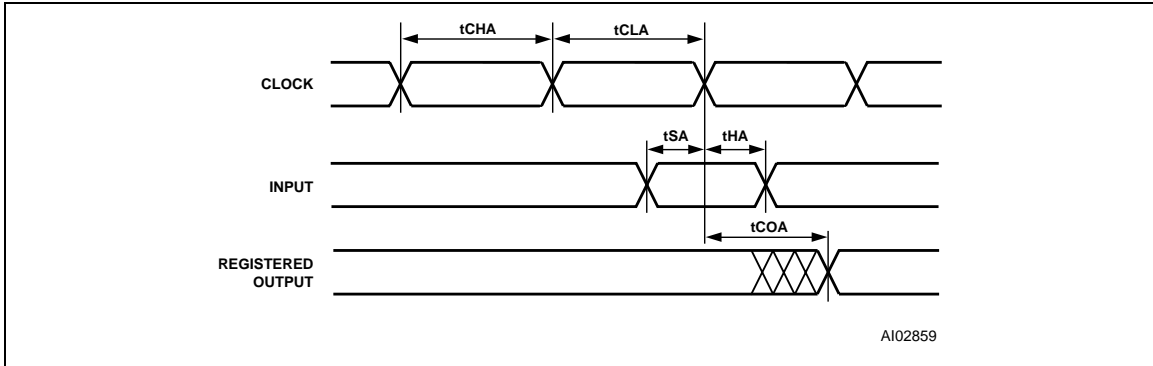 tCHA
tCLA
CLOCK
tSA
tHA
INPUT
tCOA
REGISTERED
OUTPUT
AI02859